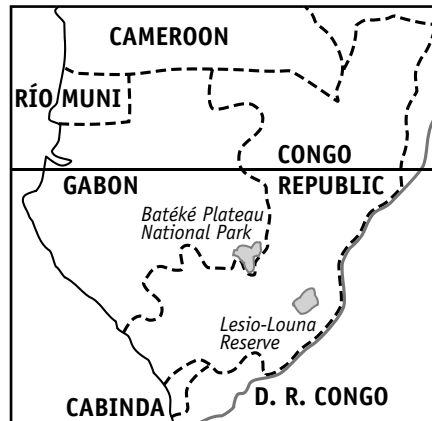 CAMEROON
RÍO MUNI
CONGO
REPUBLIC
GABON
Batéké Plateau
National Park
Lesio-Louna
Reserve
D. R. CONGO
CABINDA